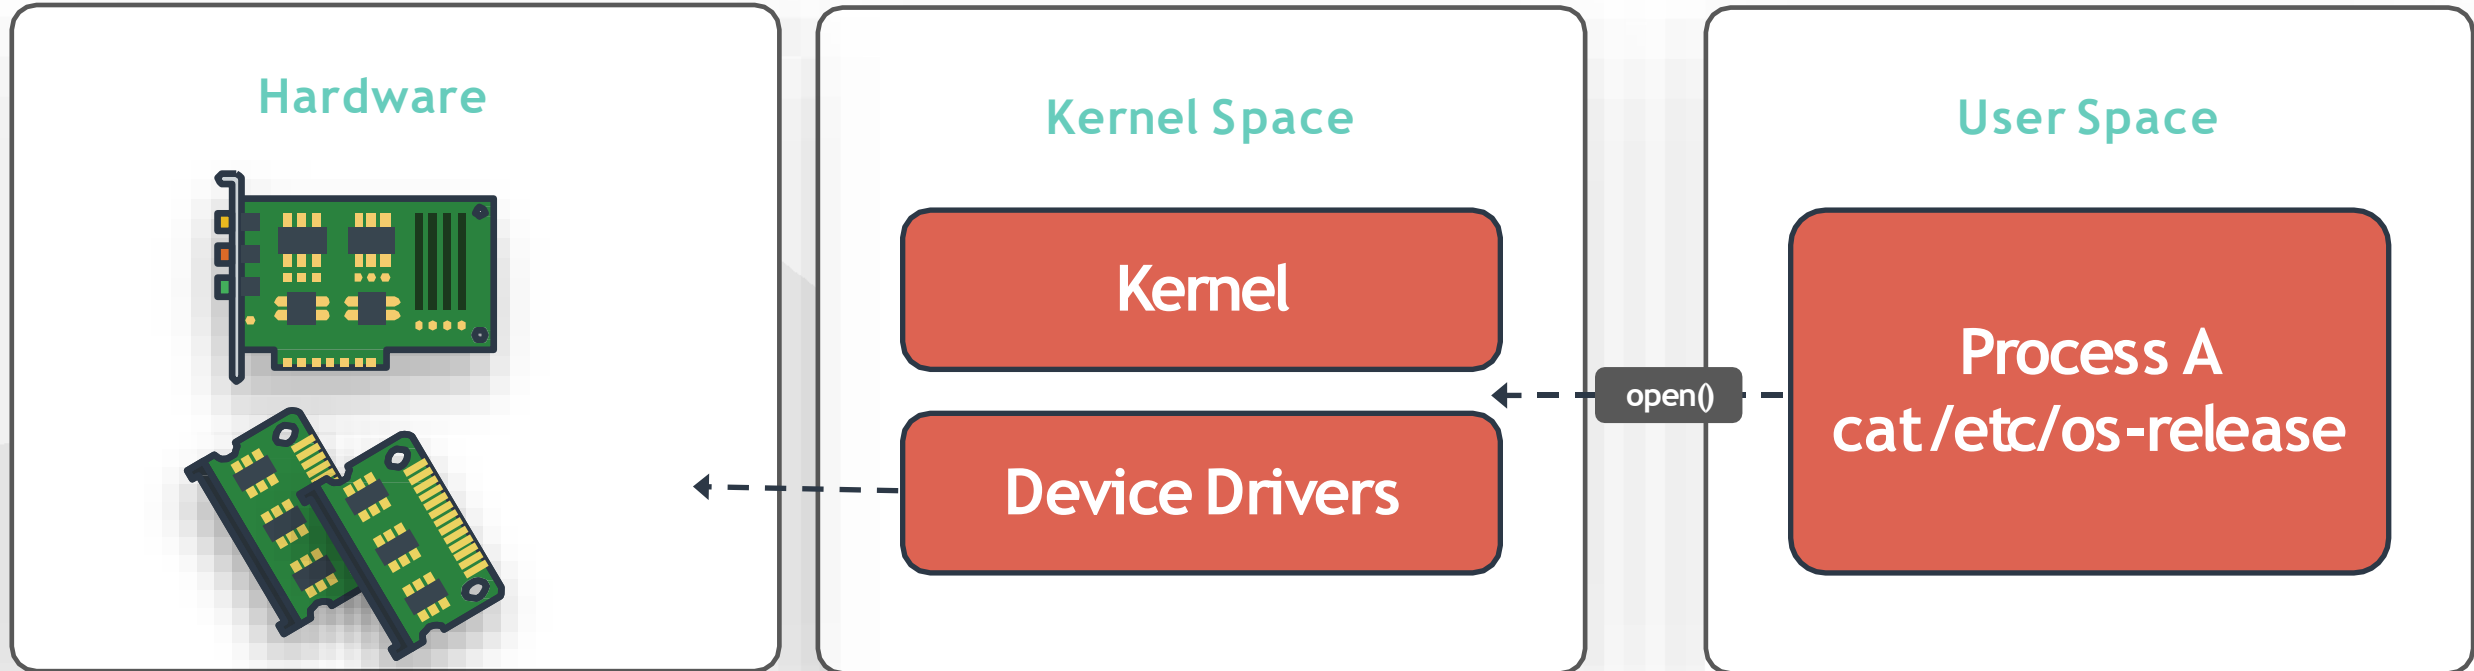 Hardware
Kernel Space
Kernel
Device Drivers
open()
User Space
Process A
cat /etc/os-release